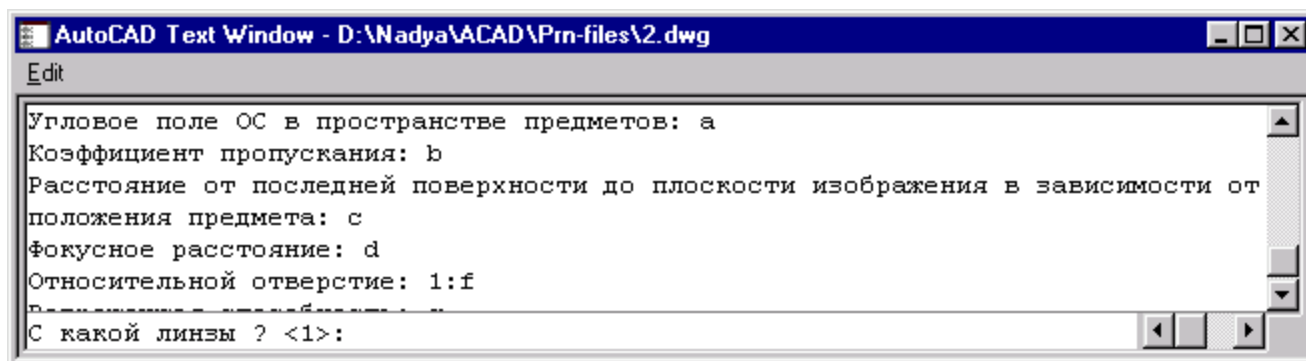 AutoCAD Text Window - D:\Nadya\ACAD\Prn-files\2.dwg
Edit
Угловое поле ОС в пространстве предметов: a
Коэффициент пропускания: b
Расстояние от последней поверхности до плоскости изображения в зависимости от
положения предмета: c
Фокусное расстояние: d
Относительной отверстие: 1:f
С какой линзы ? <1>: